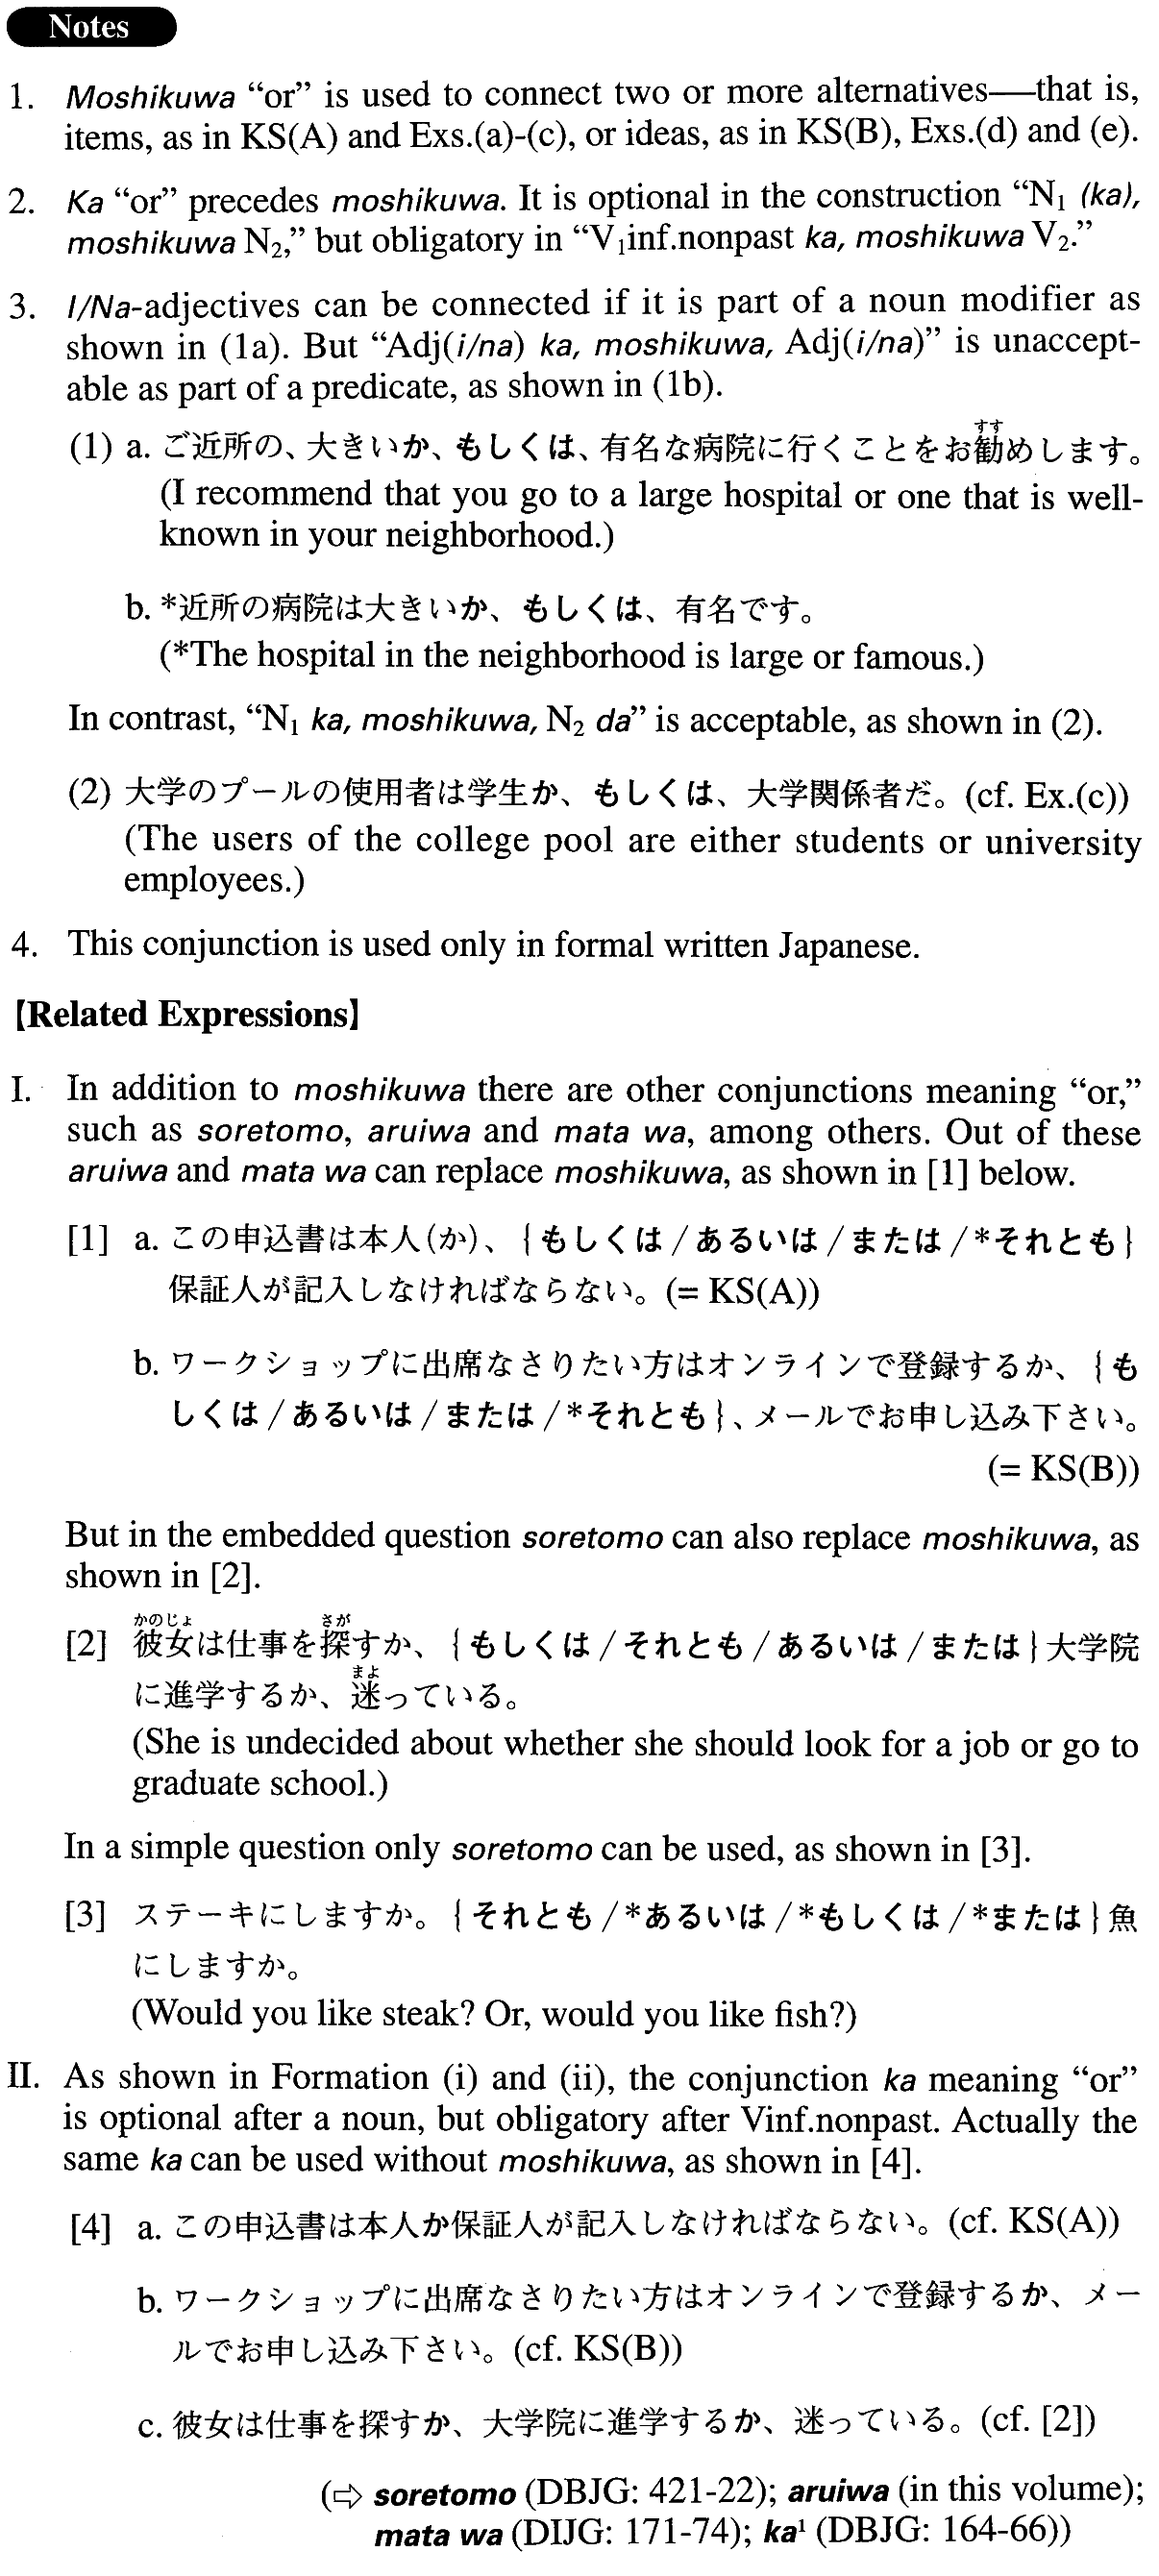 Notes
1. Moshikuwa “or” is used to connect two or more alternatives—that is,
items, as in KS(A) and Exs.(a)-(c), or ideas, as in KS(B), Exs.(d) and (e).
2. Ka “or” precedes moshikuwa. It is optional in the construction “N₁ (ka),
moshikuwa N₂,” but obligatory in “V₁inf.nonpast ka, moshikuwa V₂.”
3. I/Na-adjectives can be connected if it is part of a noun modifier as
shown in (1a). But “Adj(i/na) ka, moshikuwa, Adj(i/na)” is unaccept-
able as part of a predicate, as shown in (1b).
すす
(1) a. ご近所の、大きいか、もしくは、有名な病院に行くことをお勧めします。
(I recommend that you go to a large hospital or one that is well-
known in your neighborhood.)
b. *近所の病院は大きいか、もしくは、有名です。
(*The hospital in the neighborhood is large or famous.)
In contrast, “N₁ ka, moshikuwa, N₂ da” is acceptable, as shown in (2).
(2) 大学のプールの使用者は学生か、もしくは、大学関係者だ。(cf. Ex.(c))
(The users of the college pool are either students or university
employees.)
4. This conjunction is used only in formal written Japanese.
【Related Expressions】
I. In addition to moshikuwa there are other conjunctions meaning “or,”
such as soretomo, aruiwa and mata wa, among others. Out of these
aruiwa and mata wa can replace moshikuwa, as shown in [1] below.
[1] a. この申込書は本人(か)、{もしくは/あるいは/または/*それとも}
保証人が記入しなければならない。(= KS(A))
b. ワークショップに出席なさりたい方はオンラインで登録するか、{も
しくは/あるいは/または/*それとも}、メールでお申し込み下さい。
(= KS(B))
But in the embedded question soretomo can also replace moshikuwa, as
shown in [2].
かのじょ さが
[2] 彼女は仕事を探すか、{もしくは/それとも/あるいは/または}大学院
まよ
に進学するか、迷っている。
(She is undecided about whether she should look for a job or go to
graduate school.)
In a simple question only soretomo can be used, as shown in [3].
[3] ステーキにしますか。{それとも/*あるいは/*もしくは/*または}魚
にしますか。
(Would you like steak? Or, would you like fish?)
II. As shown in Formation (i) and (ii), the conjunction ka meaning “or”
is optional after a noun, but obligatory after Vinf.nonpast. Actually the
same ka can be used without moshikuwa, as shown in [4].
[4] a. この申込書は本人か保証人が記入しなければならない。(cf. KS(A))
b. ワークショップに出席なさりたい方はオンラインで登録するか、メー
ルでお申し込み下さい。(cf. KS(B))
c. 彼女は仕事を探すか、大学院に進学するか、迷っている。(cf. [2])
(⇨ soretomo (DBJG: 421-22); aruiwa (in this volume);
mata wa (DIJG: 171-74); ka¹ (DBJG: 164-66))